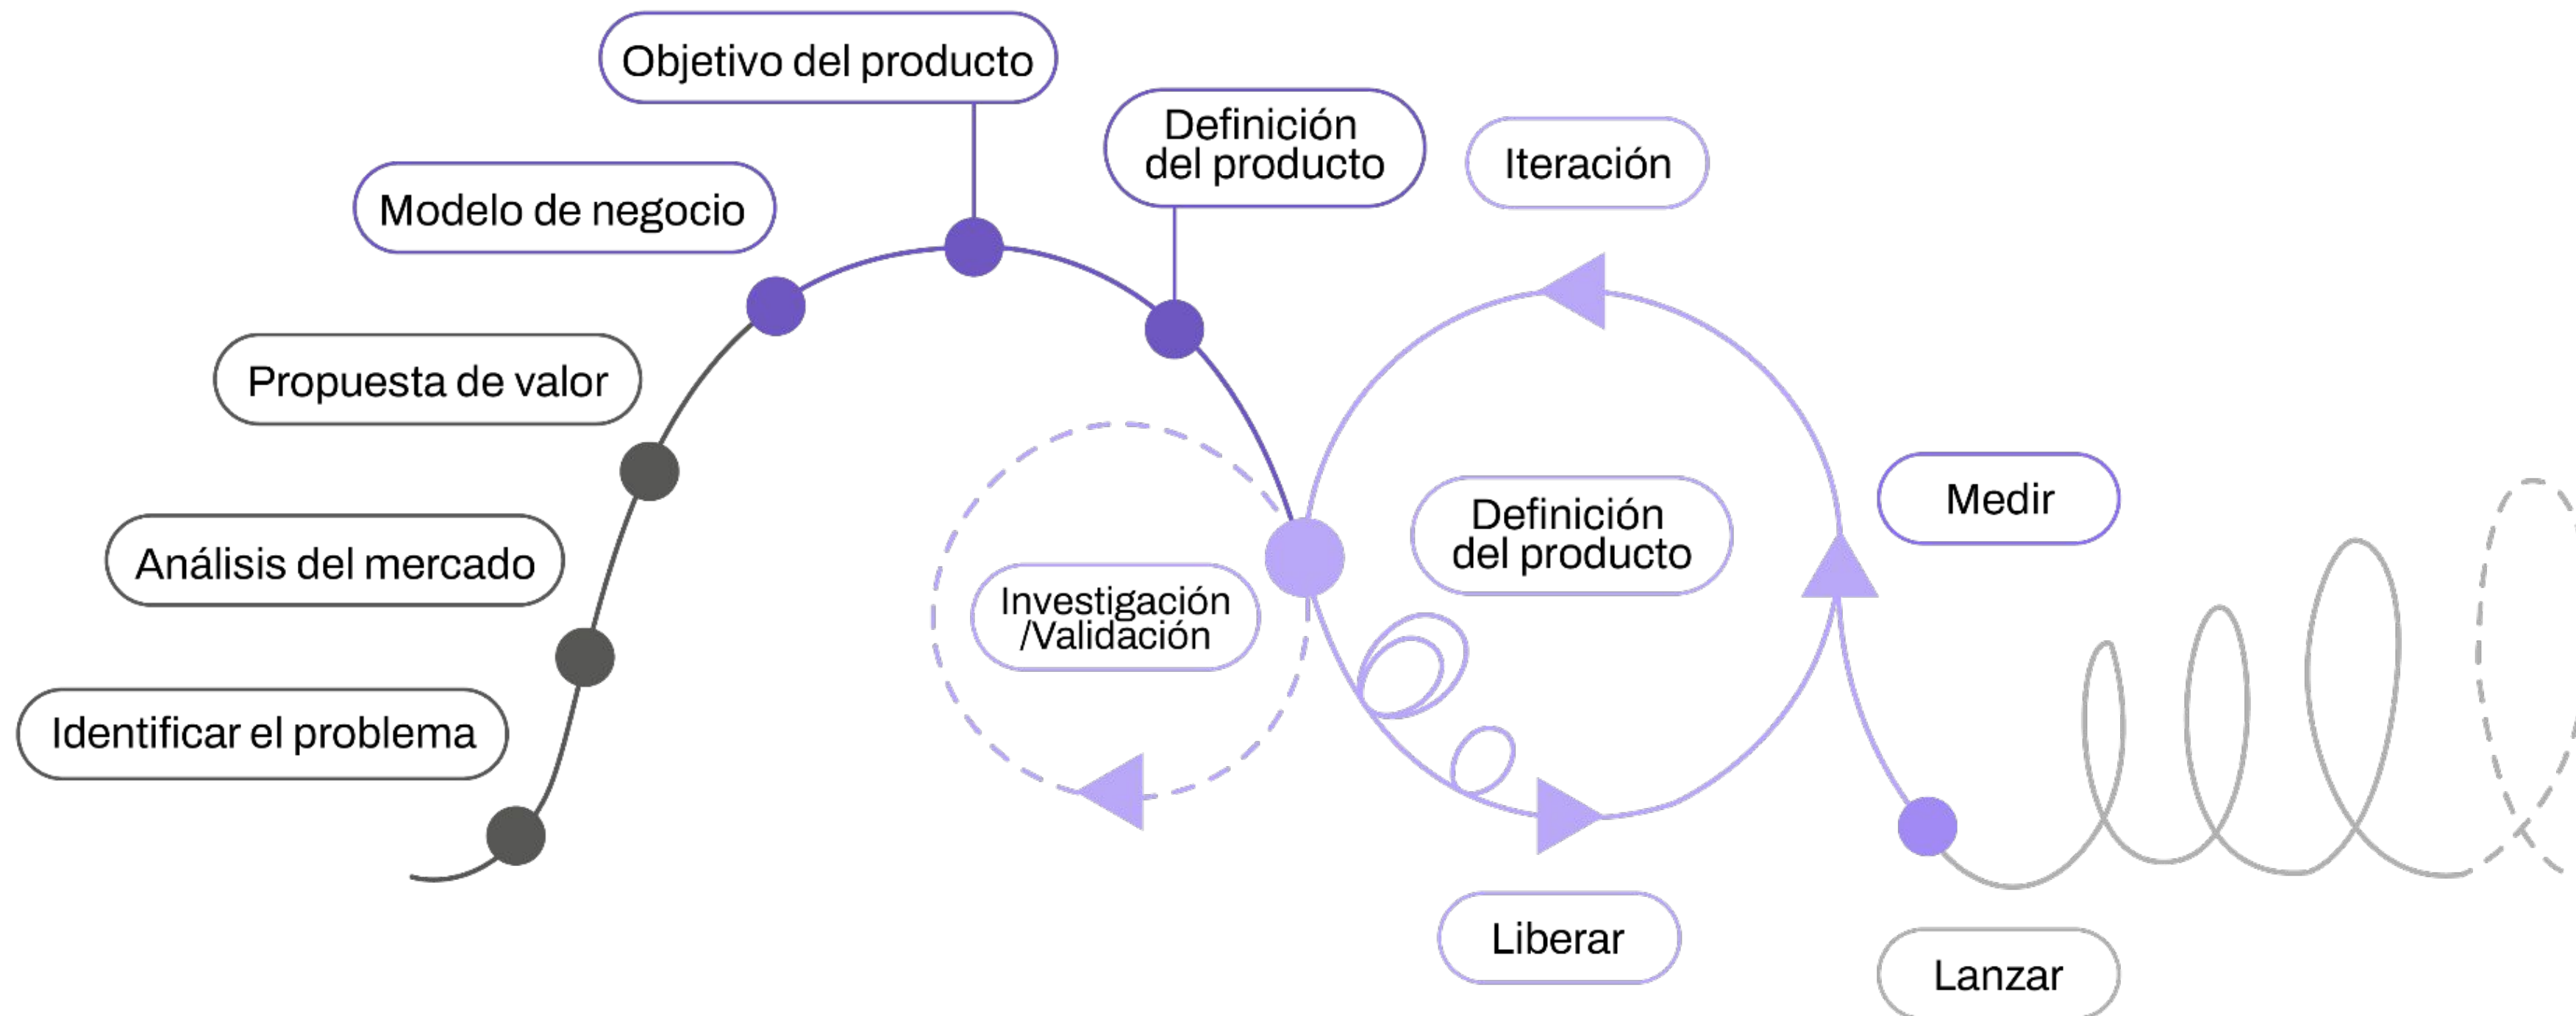 Objetivo del producto
Definición
del producto
Iteración
Modelo de negocio
Propuesta de valor
Análisis del mercado
Identificar el problema
Investigación
/Validación
Definición
del producto
Medir
Liberar
Lanzar